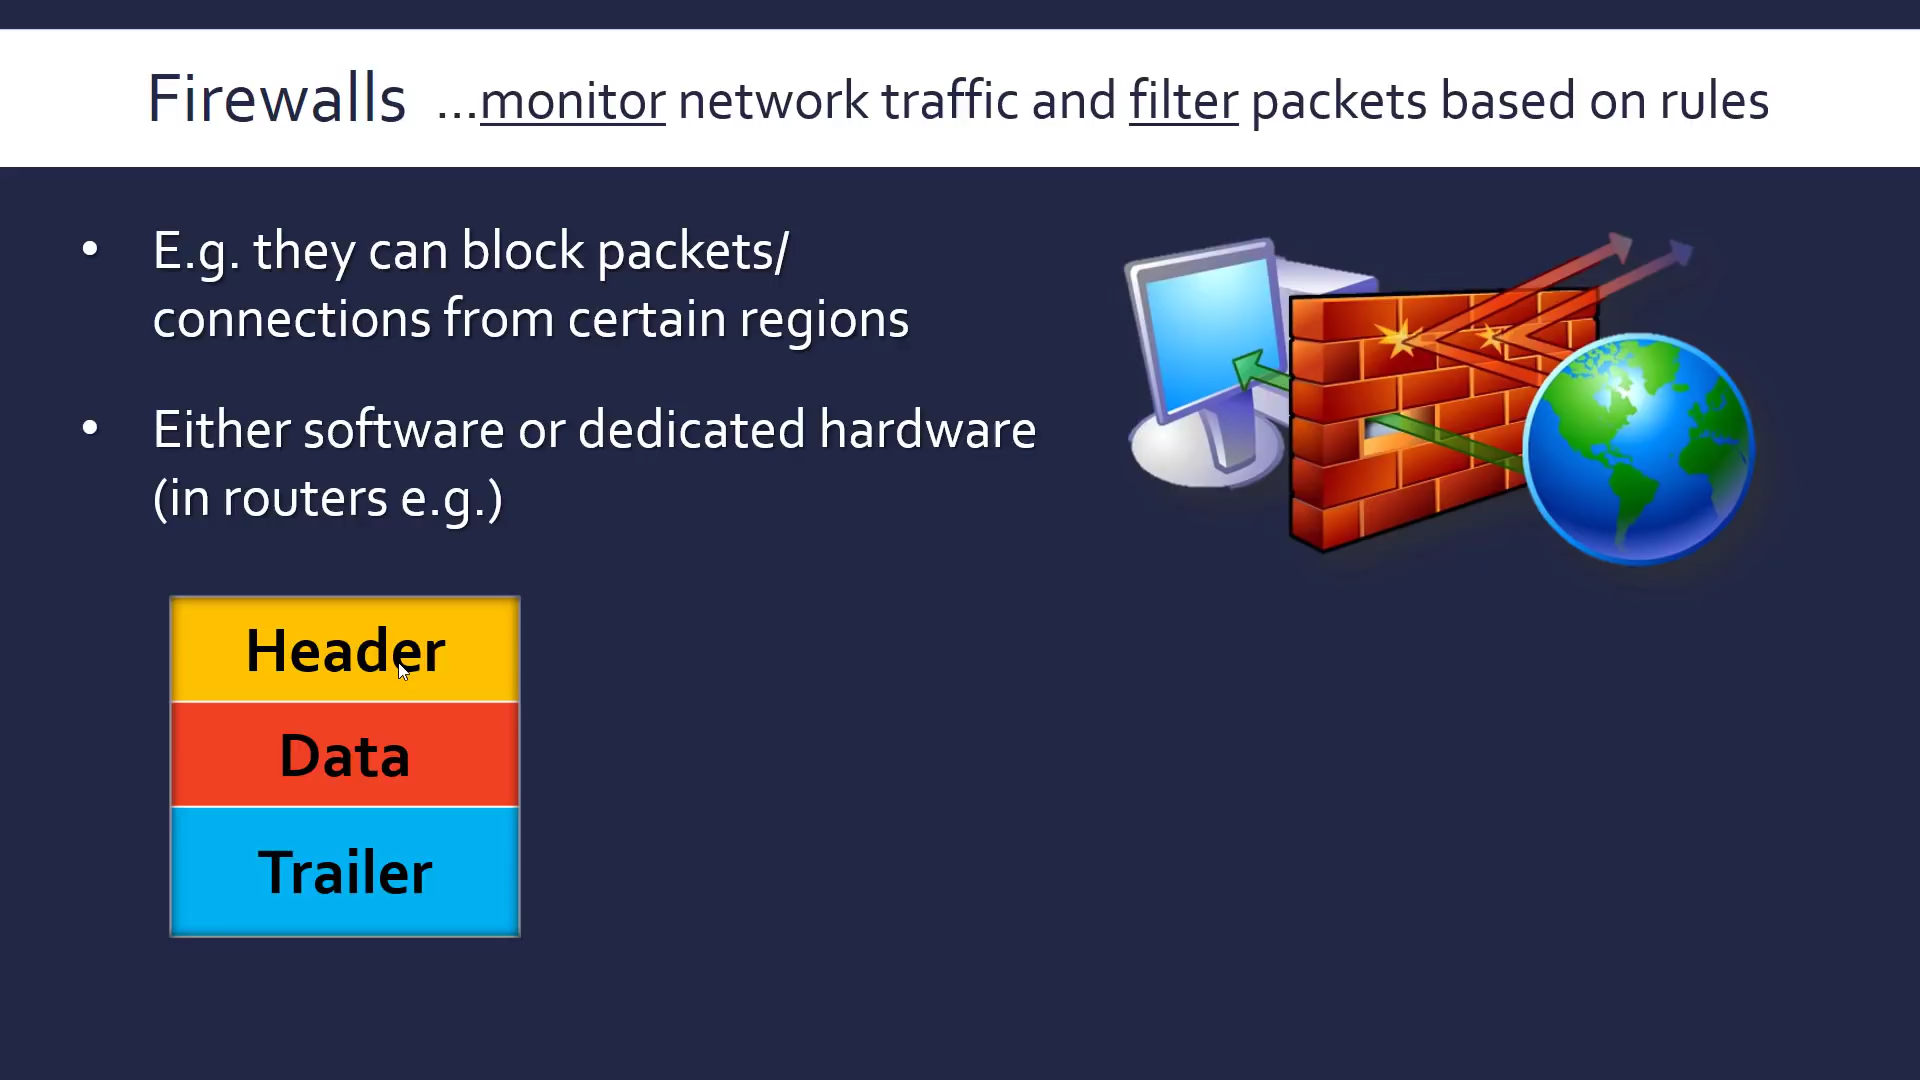 Firewalls ...monitor network traffic and filter packets based on rules
• E.g. they can block packets/
connections from certain regions
• Either software or dedicated hardware
(in routers e.g.)
Header
Data
Trailer